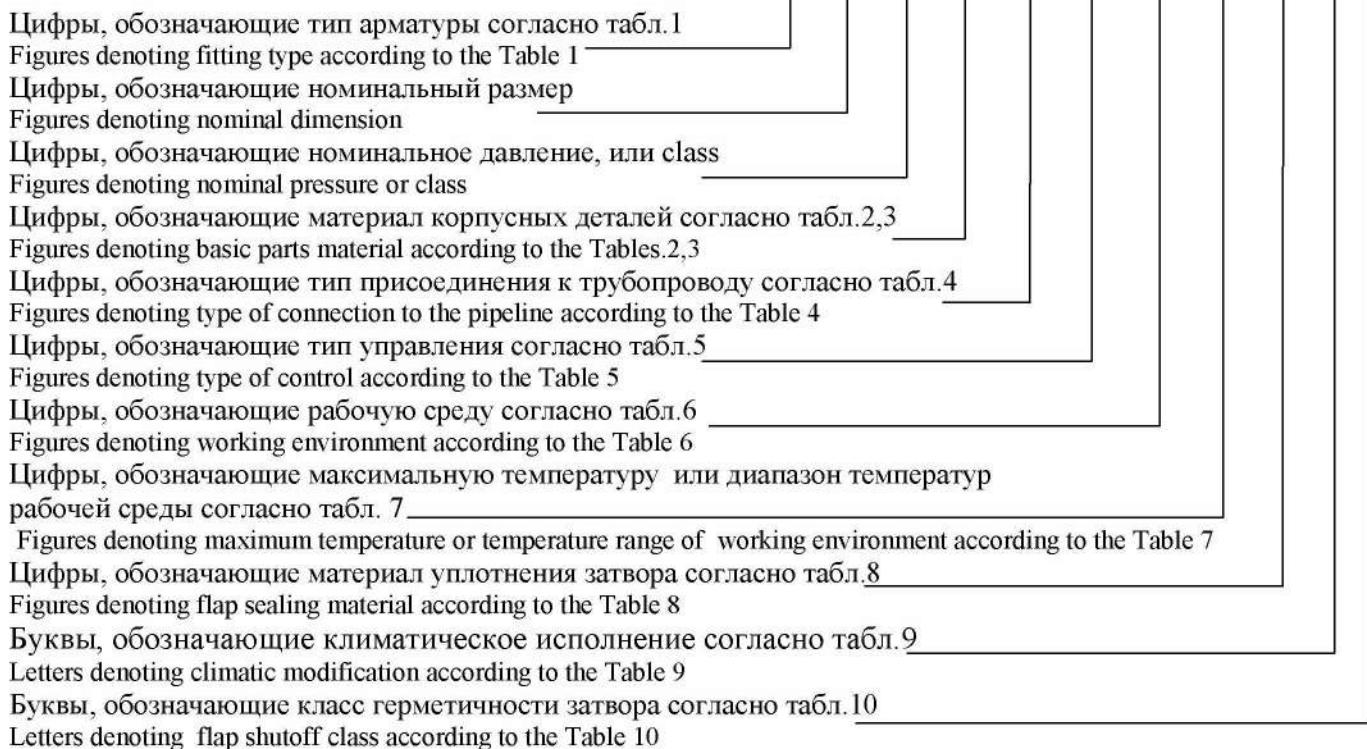 Цифры, обозначающие тип арматуры согласно табл.1
Figures denoting fitting type according to the Table 1
Цифры, обозначающие номинальный размер
Figures denoting nominal dimension
Цифры, обозначающие номинальное давление, или class
Figures denoting nominal pressure or class
Цифры, обозначающие материал корпусных деталей согласно табл.2,3
Figures denoting basic parts material according to the Tables.2,3
Цифры, обозначающие тип присоединения к трубопроводу согласно табл.4
Figures denoting type of connection to the pipeline according to the Table 4
Цифры, обозначающие тип управления согласно табл.5
Figures denoting type of control according to the Table 5
Цифры, обозначающие рабочую среду согласно табл.6
Figures denoting working environment according to the Table 6
Цифры, обозначающие максимальную температуру или диапазон температур
рабочей среды согласно табл. 7
Figures denoting maximum temperature or temperature range of working environment according to the Table 7
Цифры, обозначающие материал уплотнения затвора согласно табл.8
Figures denoting flap sealing material according to the Table 8
Буквы, обозначающие климатическое исполнение согласно табл.9
Letters denoting climatic modification according to the Table 9
Буквы, обозначающие класс герметичности затвора согласно табл.10
Letters denoting flap shutoff class according to the Table 10